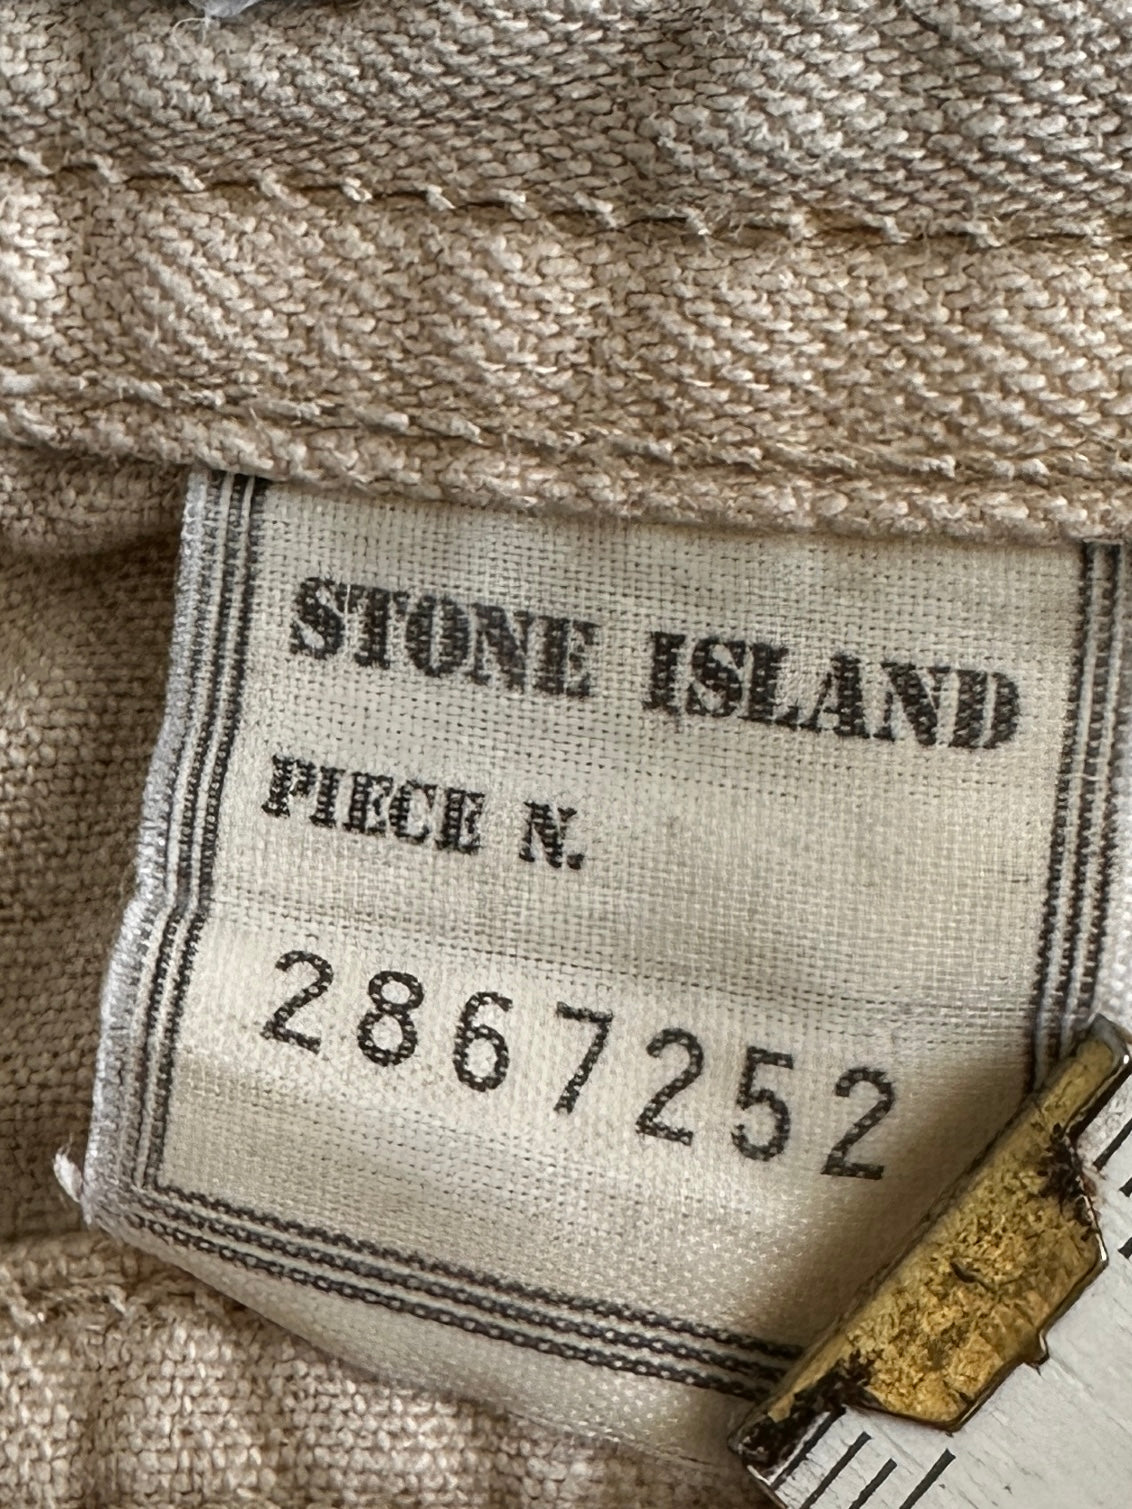 STONE ISLAND
PIECE N.
2867252